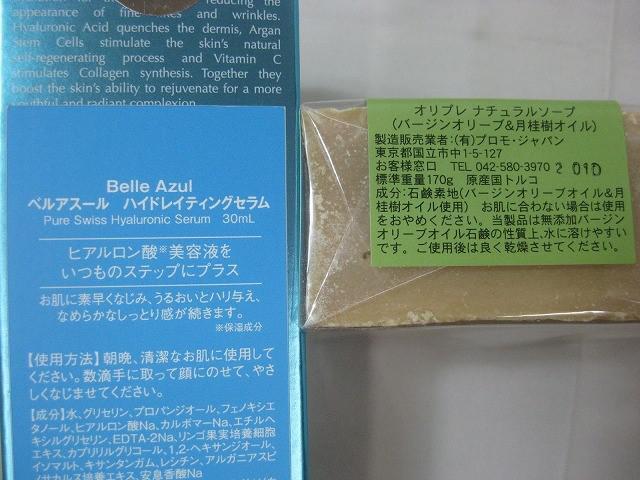 reducing the
appearance of fine lines and wrinkles.
Hyaluronic Acid quenches the dermis, Argan
Stem Cells stimulate the skin's natural
self-regenerating process and Vitamin C
stimulates Collagen synthesis. Together they
boost the skin's ability to rejuvenate for a more
youthful and radiant complexion.
Belle Azul
ベルアスール ハイドレイティングセラム
Pure Swiss Hyaluronic Serum 30mL
ヒアルロン酸※美容液を
いつものステップにプラス
お肌に素早くなじみ、うるおいとハリ与え、
なめらかなしっとり感が続きます。
※保湿成分
【使用方法】朝晩、清潔なお肌に使用して
ください。数滴手に取って顔にのせて、やさ
しくなじませてください。
【成分】水、グリセリン、プロパンジオール、フェノキシエ
タノール、ヒアルロン酸Na、カルボマーNa、エチルヘ
キシルグリセリン、EDTA-2Na、リンゴ果実培養細胞
エキス、カプリリルグリコール、1,2-ヘキサンジオール、
イソマルト、キサンタンガム、レシチン、アルガニアスピ
ノサカルス培養エキス、安息香酸Na
オリプレ ナチュラルソープ
(バージンオリーブ&月桂樹オイル)
製造販売業者:(有)プロモ・ジャパン
東京都国立市中1-5-127
お客様窓口 TEL 042-580-3970 2 01D
標準重量170g 原産国トルコ
成分:石鹸素地(バージンオリーブオイル&月
桂樹オイル使用) お肌に合わない場合は使用
をおやめください。当製品は無添加バージン
オリーブオイル石鹸の性質上、水に溶けやすい
です。ご使用後は良く乾燥させてください。